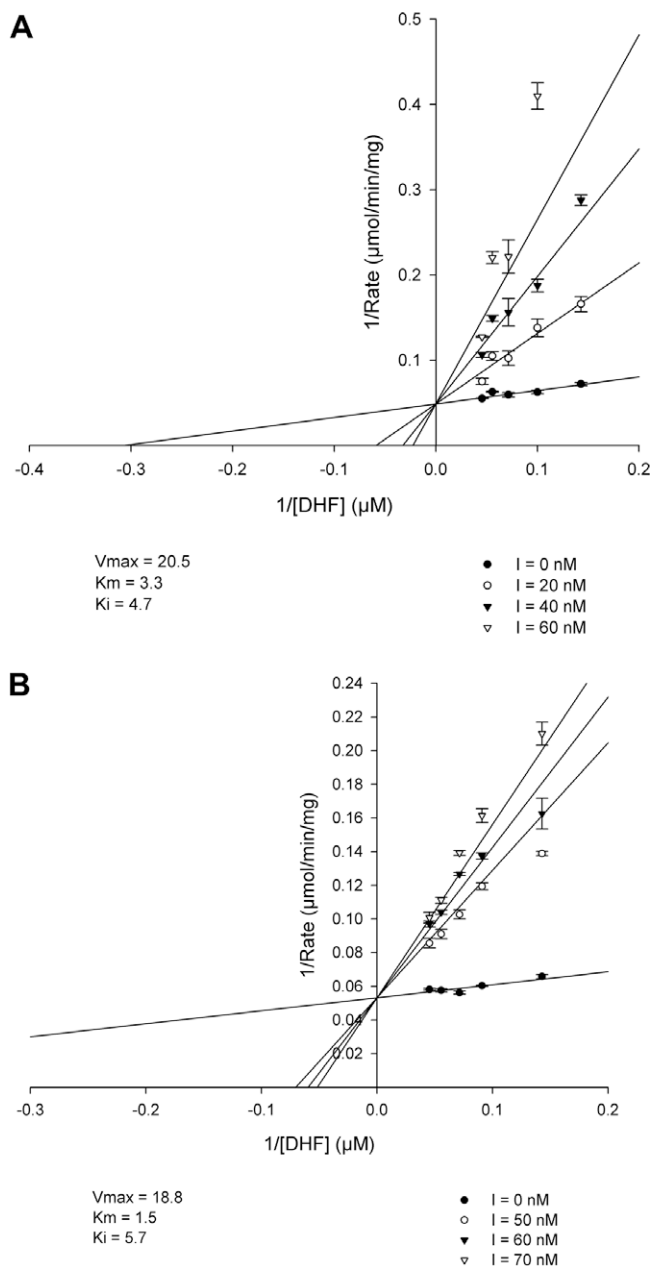 A
0.5
0.4
0.3
0.2
0.1
1/Rate (µmol/min/mg)
-0.4 -0.3 -0.2 -0.1 0.0 0.1 0.2
1/[DHF] (µM)
Vmax = 20.5
Km = 3.3
Ki = 4.7
I = 0 nM
I = 20 nM
I = 40 nM
I = 60 nM
B
0.24
0.22
0.20
0.18
0.16
0.14
0.12
0.10
0.08
0.06
0.04
0.02
1/Rate (µmol/min/mg)
-0.3 -0.2 -0.1 0.0 0.1 0.2
1/[DHF] (µM)
Vmax = 18.8
Km = 1.5
Ki = 5.7
I = 0 nM
I = 50 nM
I = 60 nM
I = 70 nM